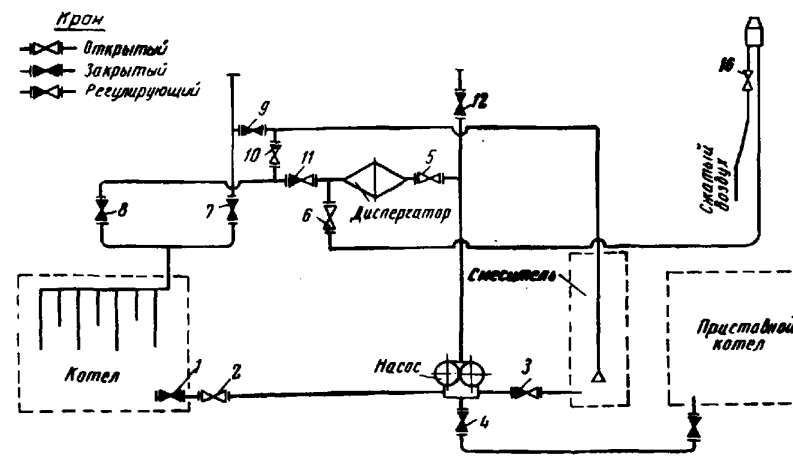 Кран
Открытый
Закрытый
Регулирующий
9
10
11
5
12
16
8
7
6
Диспергатор
Сжатый
воздух
Смеситель
Приставной
котел
Котел
1
2
Насос
3
4